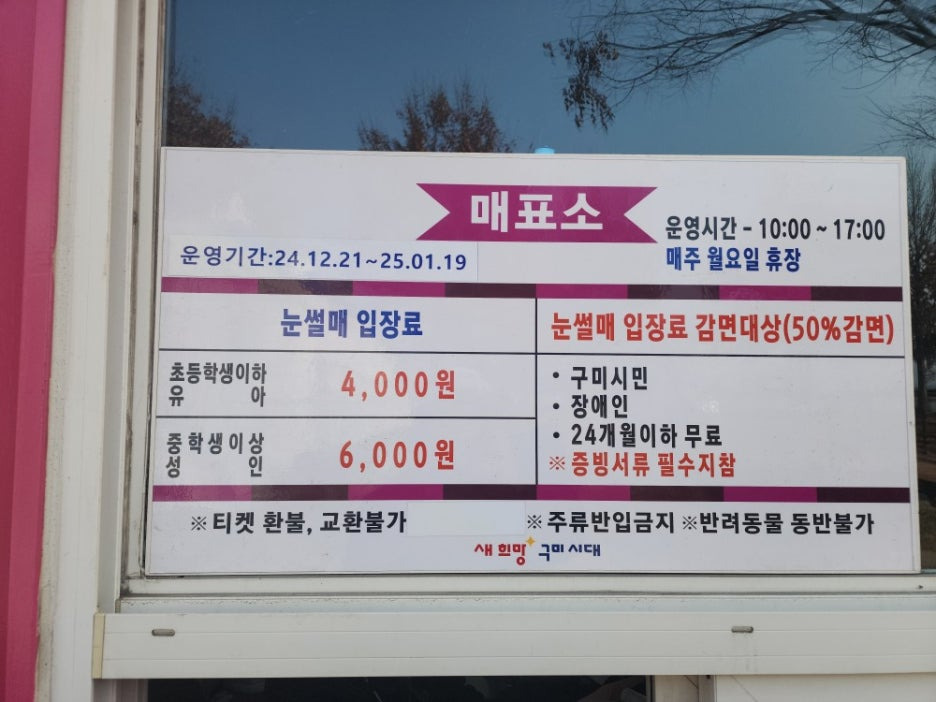 매표소
운영시간 - 10:00 ~ 17:00
매주 월요일 휴장
운영기간:24.12.21~25.01.19
눈썰매 입장료
초등학생이하
유 아
4,000원
중학생이상
성 인
6,000원
눈썰매 입장료 감면대상(50%감면)
• 구미시민
• 장애인
• 24개월이하 무료
※ 증빙서류 필수지참
※티켓 환불, 교환불가
※주류반입금지 ※반려동물 동반불가
새 희망 구미 시대